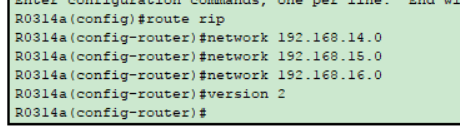 Enter configuration commands, one per line. End wi
R0314a(config)#route rip
R0314a(config-router)#network 192.168.14.0
R0314a(config-router)#network 192.168.15.0
R0314a(config-router)#network 192.168.16.0
R0314a(config-router)#version 2
R0314a(config-router)#